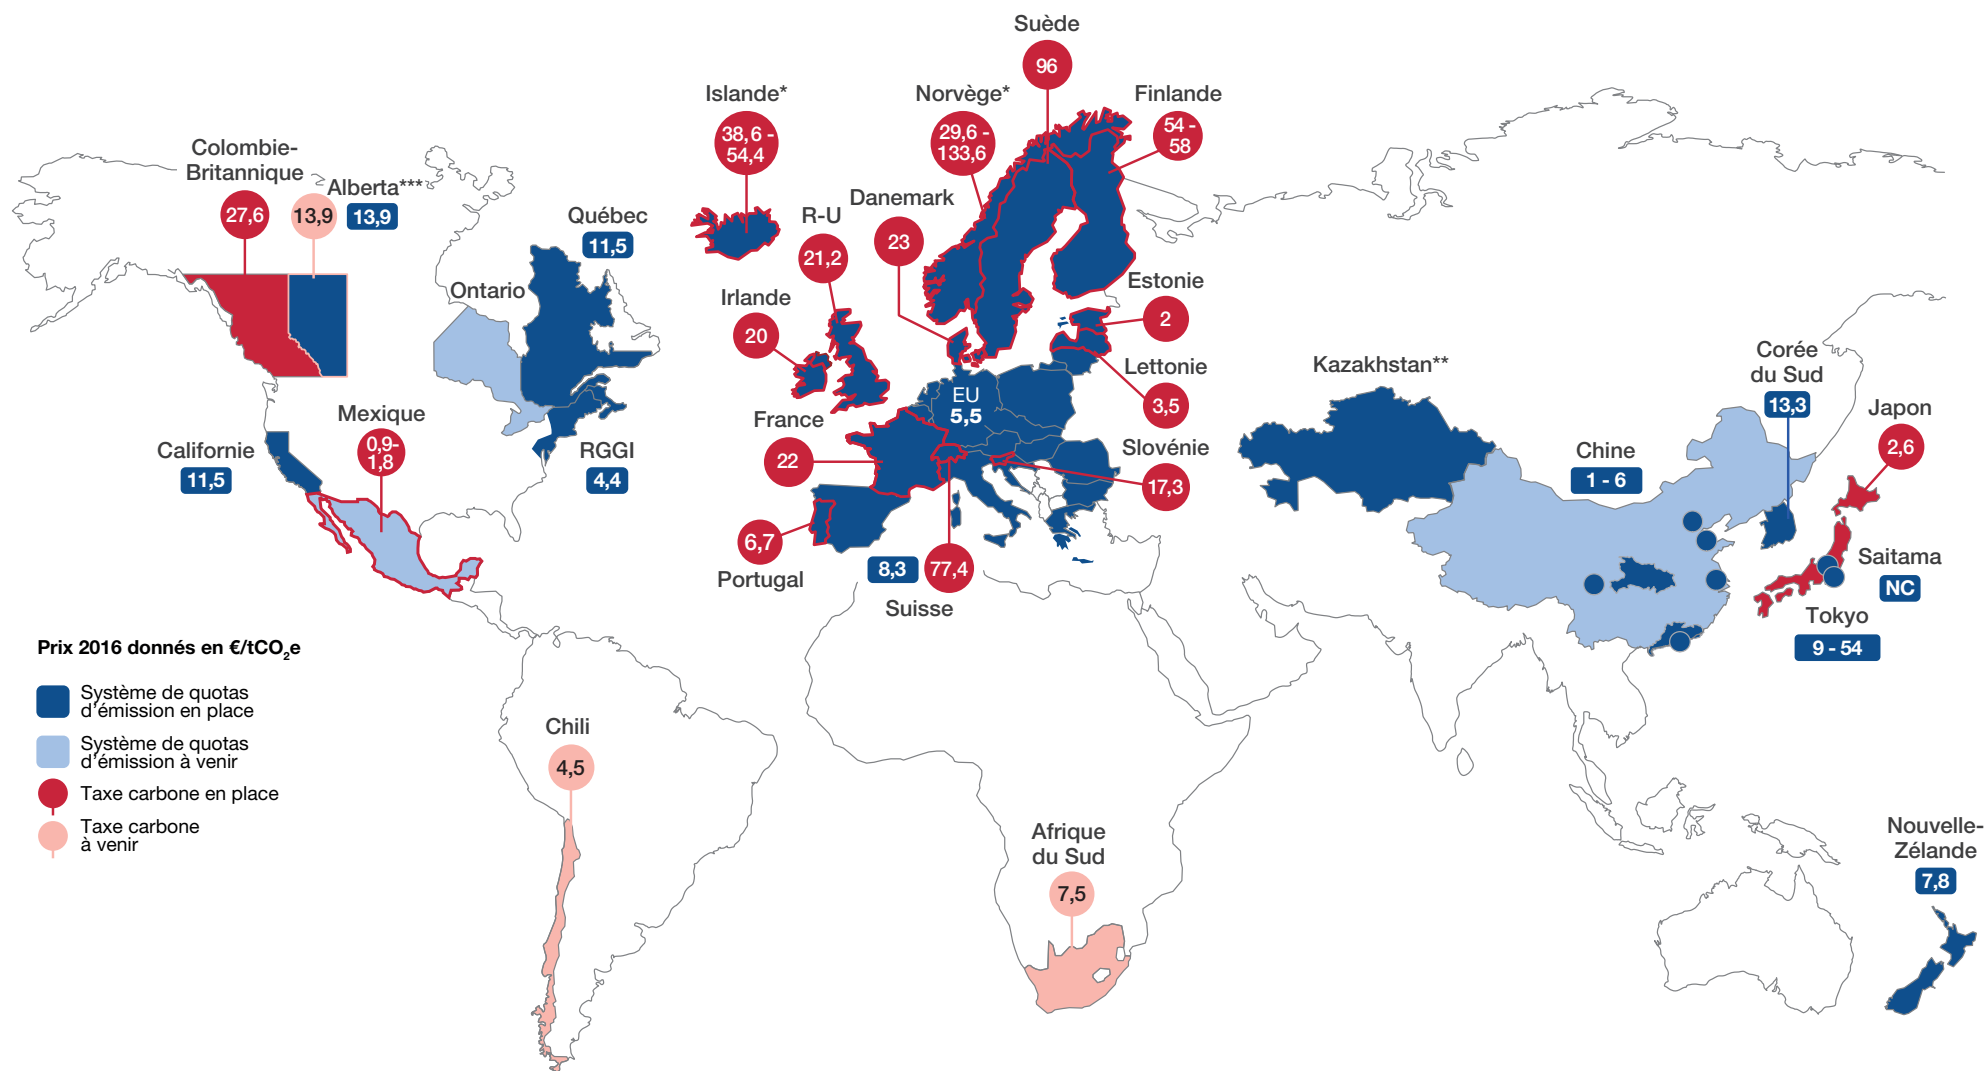 Suède
96
Islande*
38,6 -
54,4
Norvège*
29,6 -
133,6
Finlande
54 -
58
Colombie-
Britannique
27,6
Alberta***
13,9
13,9
Québec
11,5
R-U
21,2
Danemark
23
Ontario
Irlande
20
Estonie
2
Lettonie
3,5
Kazakhstan**
Corée
du Sud
13,3
Japon
2,6
EU
5,5
Mexique
0,9-
1,8
France
22
Californie
11,5
RGGI
4,4
Slovénie
17,3
Chine
1 - 6
6,7
Portugal
8,3
77,4
Suisse
Saitama
NC
Tokyo
9 - 54
Prix 2016 donnés en €/tCO2e
Système de quotas
d'émission en place
Système de quotas
d'émission à venir
Taxe carbone en place
Taxe carbone
à venir
Chili
4,5
Afrique
du Sud
7,5
Nouvelle-
Zélande
7,8